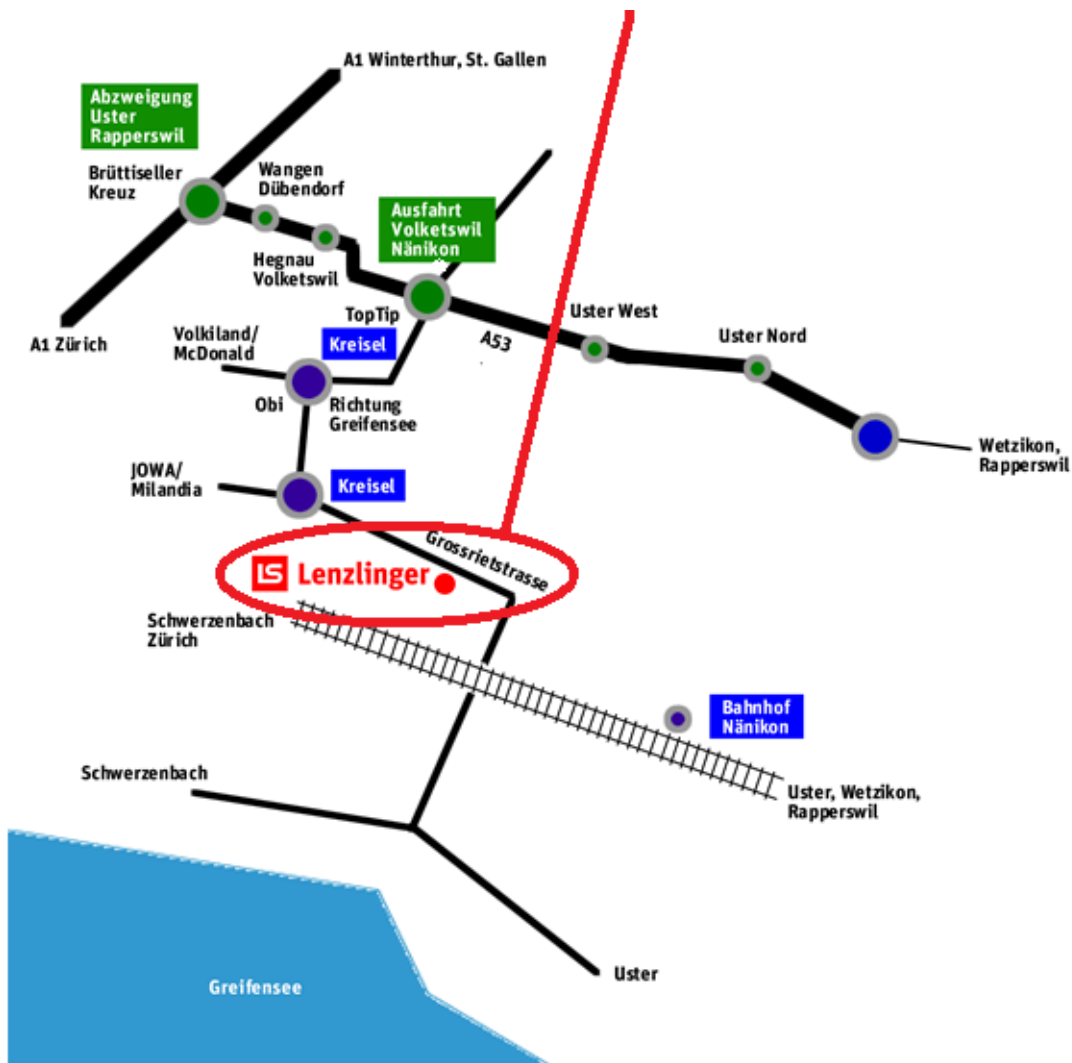 A1 Winterthur, St. Gallen
Abzweigung
Uster
Rapperswil
Brüttiseller
Kreuz
Wangen
Dübendorf
Ausfahrt
Volketswil
Nänikon
Hegnau
Volketswil
TopTip
A53
Uster West
Uster Nord
A1 Zürich
Volkiland/
McDonald
Kreisel
Obi
Richtung
Greifensee
Wetzikon,
Rapperswil
JOWA/
Milandia
Kreisel
Grossrietstrasse
LS Lenzlinger
Schwerzenbach
Zürich
Bahnhof
Nänikon
Schwerzenbach
Uster, Wetzikon,
Rapperswil
Uster
Greifensee